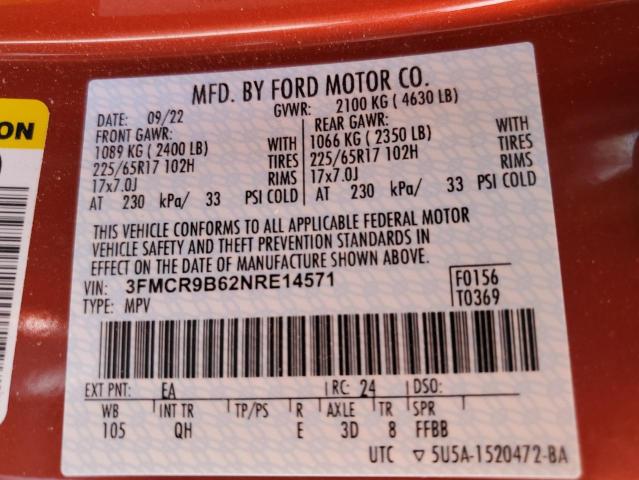 MFD. BY FORD MOTOR CO.
DATE: 09/22 GVWR: 2100 KG ( 4630 LB)
FRONT GAWR: REAR GAWR:
1089 KG ( 2400 LB) WITH 1066 KG ( 2350 LB) WITH
225/65R17 102H TIRES 225/65R17 102H TIRES
17x7.0J RIMS 17x7.0J RIMS
AT 230 kPa/ 33 PSI COLD AT 230 kPa/ 33 PSI COLD
THIS VEHICLE CONFORMS TO ALL APPLICABLE FEDERAL MOTOR
VEHICLE SAFETY AND THEFT PREVENTION STANDARDS IN
EFFECT ON THE DATE OF MANUFACTURE SHOWN ABOVE.
VIN: 3FMCR9B62NRE14571 F0156
TYPE: MPV T0369
EXT PNT: EA RC: 24 DSO:
WB INT TR TP/PS R AXLE TR SPR
105 QH E 3D 8 FFBB
UTC ▽ 5U5A-1520472-BA
ON